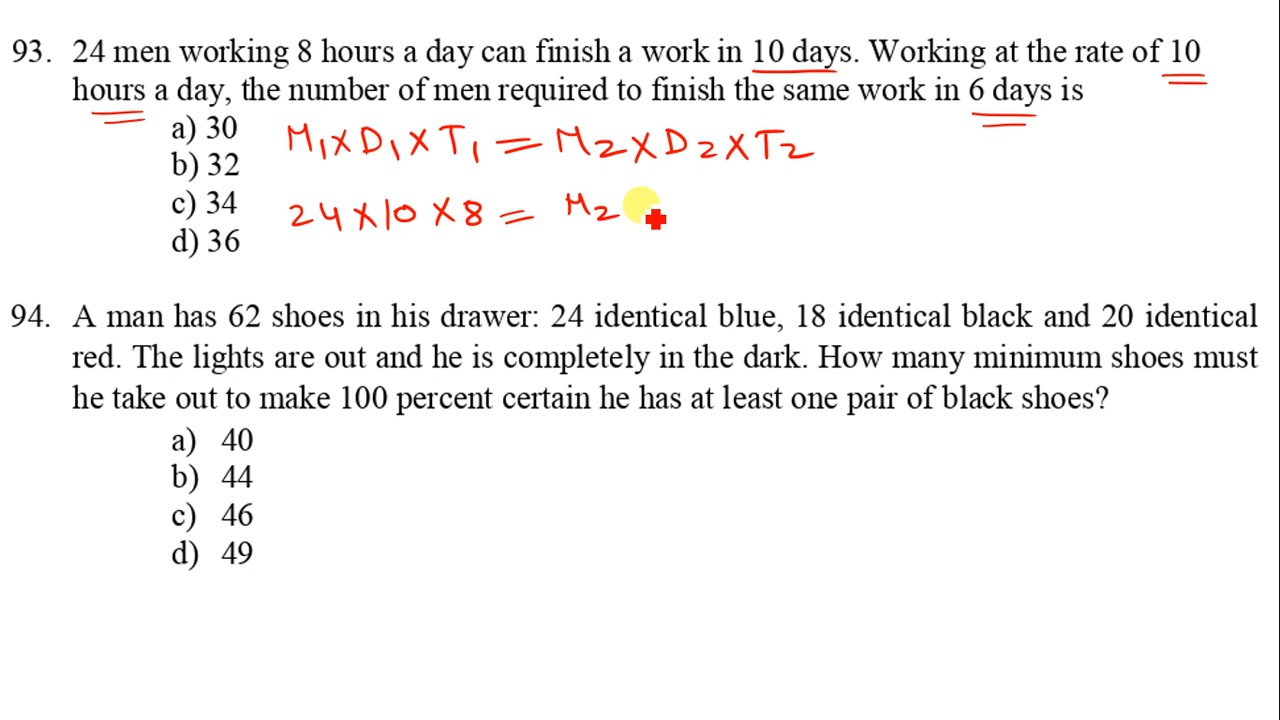 93. 24 men working 8 hours a day can finish a work in 10 days. Working at the rate of 10
hours a day, the number of men required to finish the same work in 6 days is
a) 30
b) 32
c) 34
d) 36
M₁ × D₁ × T₁ = M₂ × D₂ × T₂
24 × 10 × 8 = M₂
94. A man has 62 shoes in his drawer: 24 identical blue, 18 identical black and 20 identical
red. The lights are out and he is completely in the dark. How many minimum shoes must
he take out to make 100 percent certain he has at least one pair of black shoes?
a) 40
b) 44
c) 46
d) 49